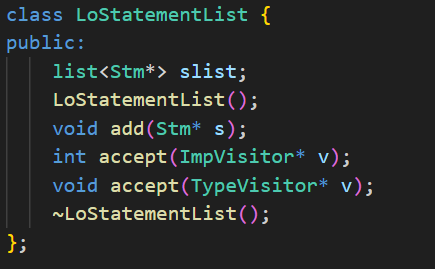 class LoStatementList {
public:
    list<Stm*> slist;
    LoStatementList();
    void add(Stm* s);
    int accept(ImpVisitor* v);
    void accept(TypeVisitor* v);
    ~LoStatementList();
};